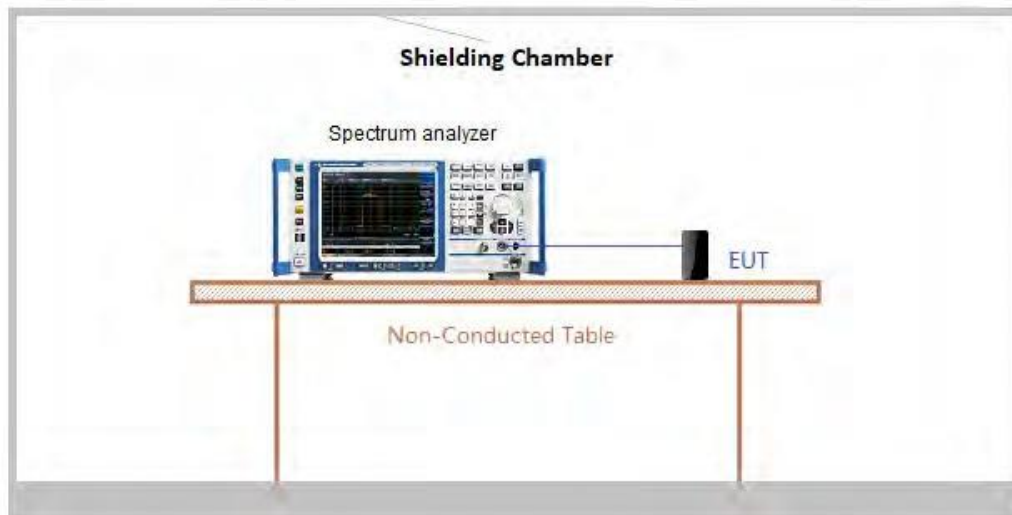 Shielding Chamber
Spectrum analyzer
EUT
Non-Conducted Table